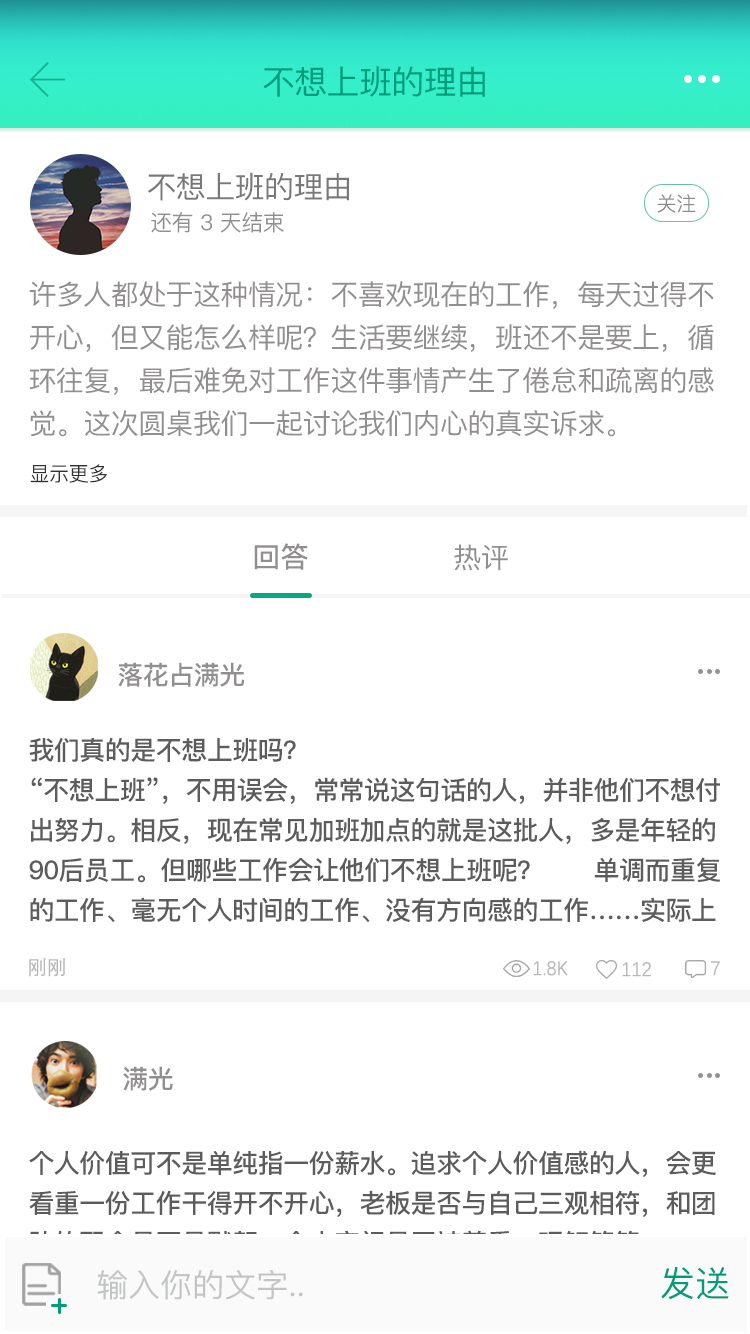 不想上班的理由
不想上班的理由
还有 3 天结束
关注
许多人都处于这种情况：不喜欢现在的工作，每天过得不
开心，但又能怎么样呢？生活要继续，班还不是要上，循
环往复，最后难免对工作这件事情产生了倦怠和疏离的感
觉。这次圆桌我们一起讨论我们内心的真实诉求。
显示更多
回答 热评
落花占满光
我们真的是不想上班吗?
“不想上班”，不用误会，常常说这句话的人，并非他们不想付
出努力。相反，现在常见加班加点的就是这批人，多是年轻的
90后员工。但哪些工作会让他们不想上班呢? 单调而重复
的工作、毫无个人时间的工作、没有方向感的工作……实际上
刚刚 1.8K 112 7
满光
个人价值可不是单纯指一份薪水。追求个人价值感的人，会更
看重一份工作干得开不开心，老板是否与自己三观相符，和团
输入你的文字..
发送